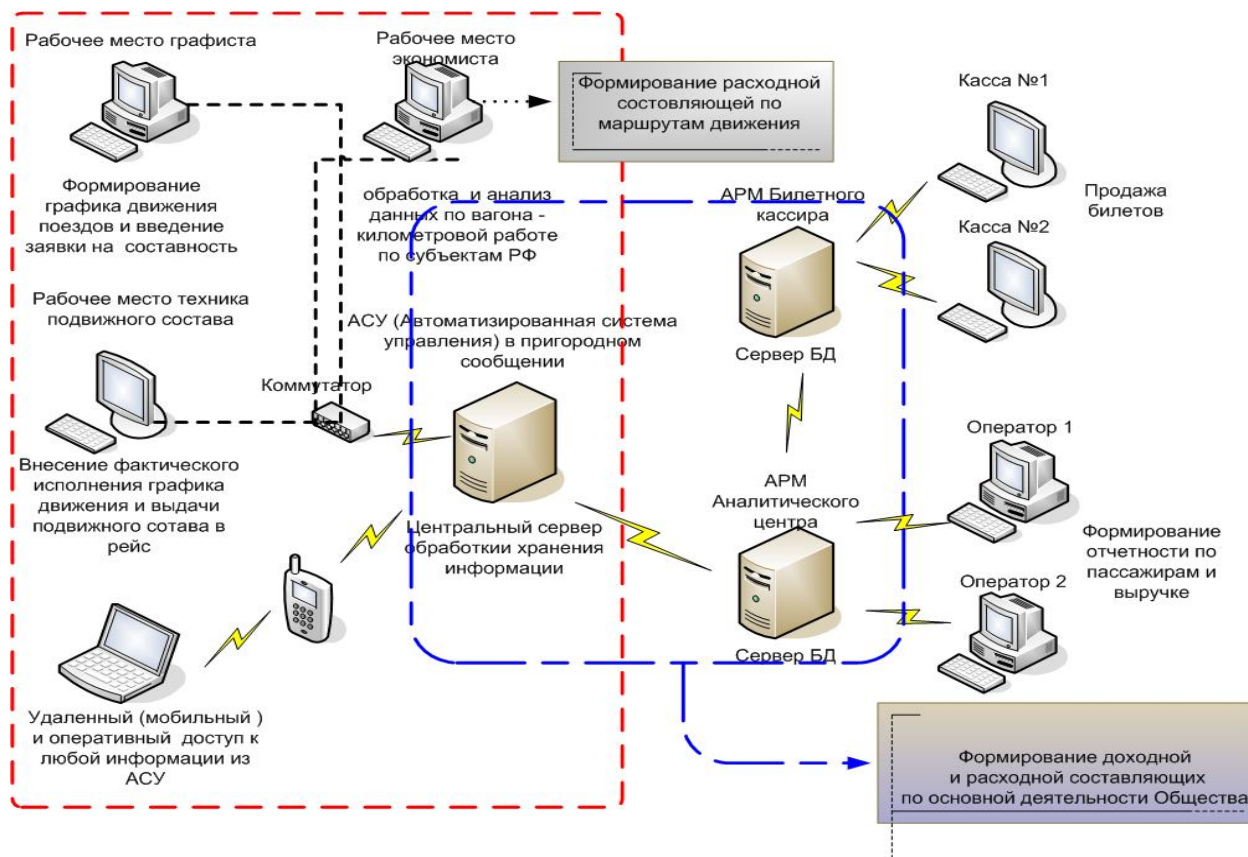 Рабочее место графиста
Формирование
графика движения
поездов и введение
заявки на составность
Рабочее место
экономиста
обработка и анализ
данных по вагона -
километровой работе
по субъектам РФ
Формирование расходной
состовляющей по
маршрутам движения
Рабочее место техника
подвижного состава
Внесение фактического
исполнения графика
движения и выдачи
подвижного сотава в
рейс
Коммутатор
АСУ (Автоматизированная система
управления) в пригородном
сообщении
Центральный сервер
обработкии хранения
информации
Удаленный (мобильный )
и оперативный доступ к
любой информации из
АСУ
АРМ Билетного
кассира
Сервер БД
Касса №1
Продажа
билетов
Касса №2
АРМ
Аналитического
центра
Сервер БД
Оператор 1
Формирование
отчетности по
пассажирам и
выручке
Оператор 2
Формирование доходной
и расходной составляющих
по основной деятельности Общества